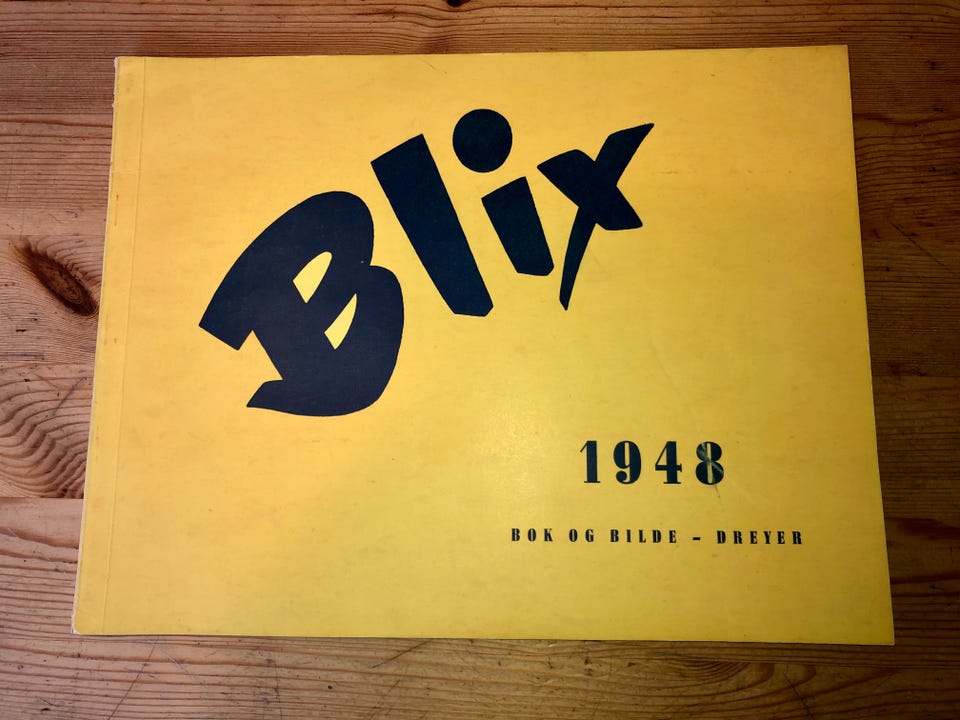 Blix
1948
BOK OG BILDE – DREYER